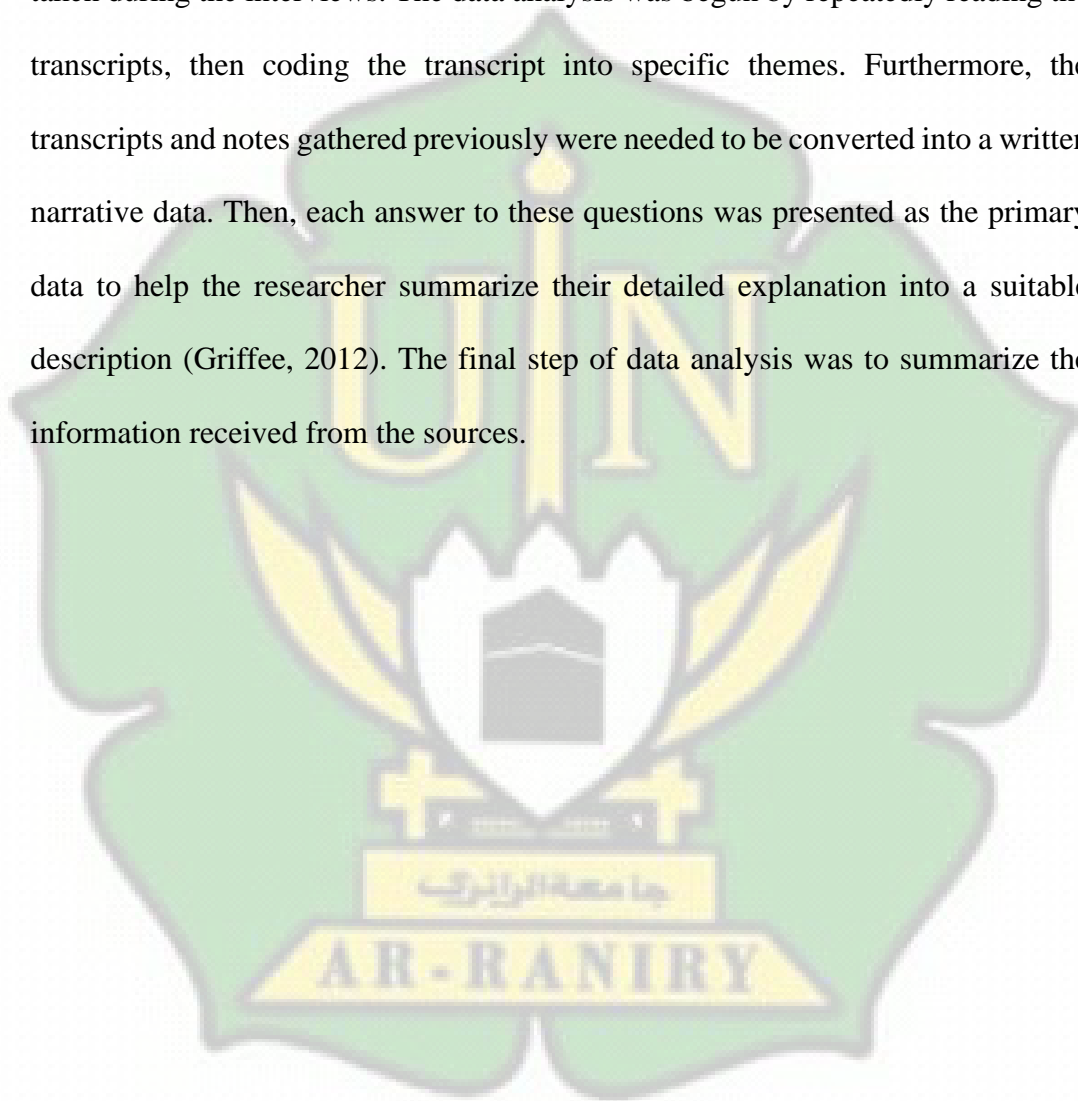 taken during the interviews. The data analysis was begun by repeatedly reading the
transcripts, then coding the transcript into specific themes. Furthermore, the
transcripts and notes gathered previously were needed to be converted into a written
narrative data. Then, each answer to these questions was presented as the primary
data to help the researcher summarize their detailed explanation into a suitable
description (Griffee, 2012). The final step of data analysis was to summarize the
information received from the sources.
UIN
جامعة الرانري
AR-RANIRY